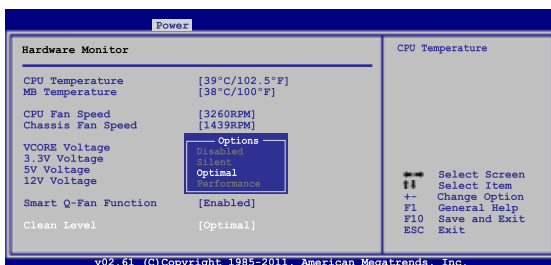 Power
Hardware Monitor
CPU Temperature [39°C/102.5°F]
MB Temperature [38°C/100°F]
CPU Fan Speed [3260RPM]
Chassis Fan Speed [1439RPM]
VCORE Voltage
3.3V Voltage
5V Voltage
12V Voltage
Options
Disabled
Silent
Optimal
Performance
Smart Q-Fan Function [Enabled]
Clean Level [Optimal]
CPU Temperature
Select Screen
Select Item
+- Change Option
F1 General Help
F10 Save and Exit
ESC Exit
v02.61 (C)Copyright 1985-2011, American Megatrends, Inc.